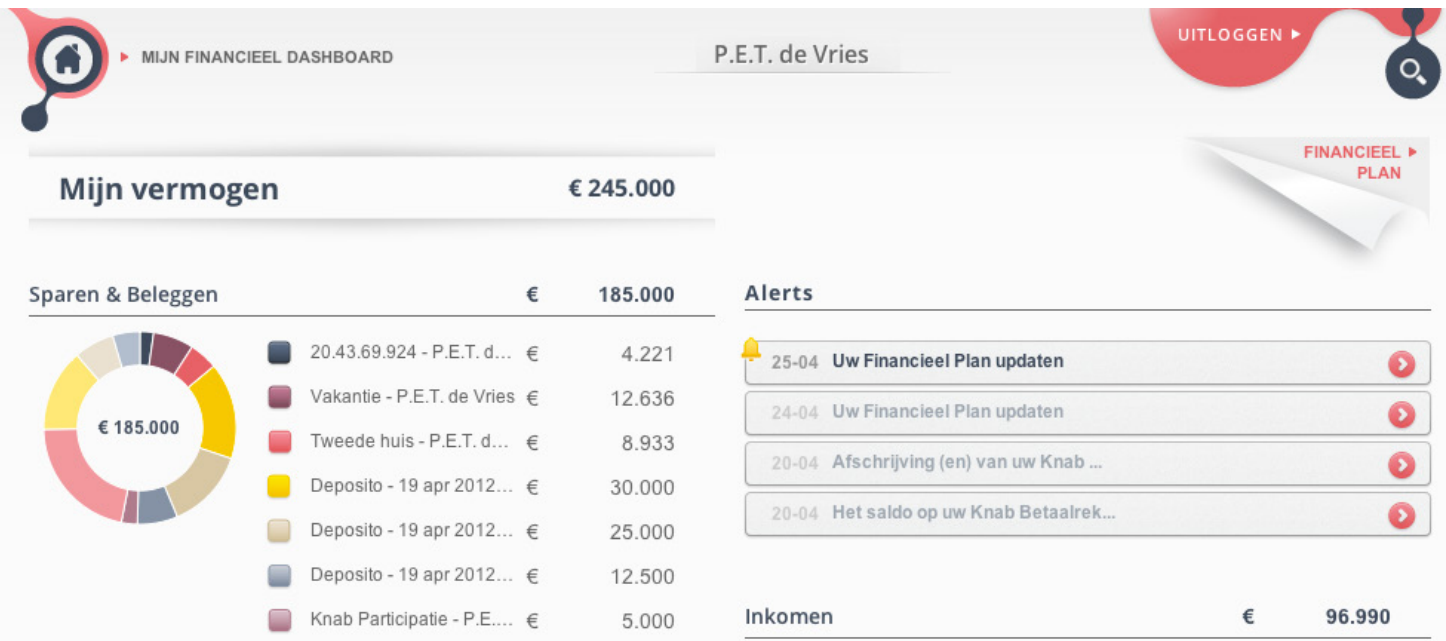 MIJN FINANCIEEL DASHBOARD
P.E.T. de Vries
UITLOGGEN
FINANCIEEL
PLAN
Mijn vermogen € 245.000
Sparen & Beleggen € 185.000
€ 185.000
20.43.69.924 - P.E.T. d... € 4.221
Vakantie - P.E.T. de Vries € 12.636
Tweede huis - P.E.T. d... € 8.933
Deposito - 19 apr 2012... € 30.000
Deposito - 19 apr 2012... € 25.000
Deposito - 19 apr 2012... € 12.500
Knab Participatie - P.E.... € 5.000
Alerts
25-04 Uw Financieel Plan updaten
24-04 Uw Financieel Plan updaten
20-04 Afschrijving (en) van uw Knab ...
20-04 Het saldo op uw Knab Betaalrek...
Inkomen € 96.990